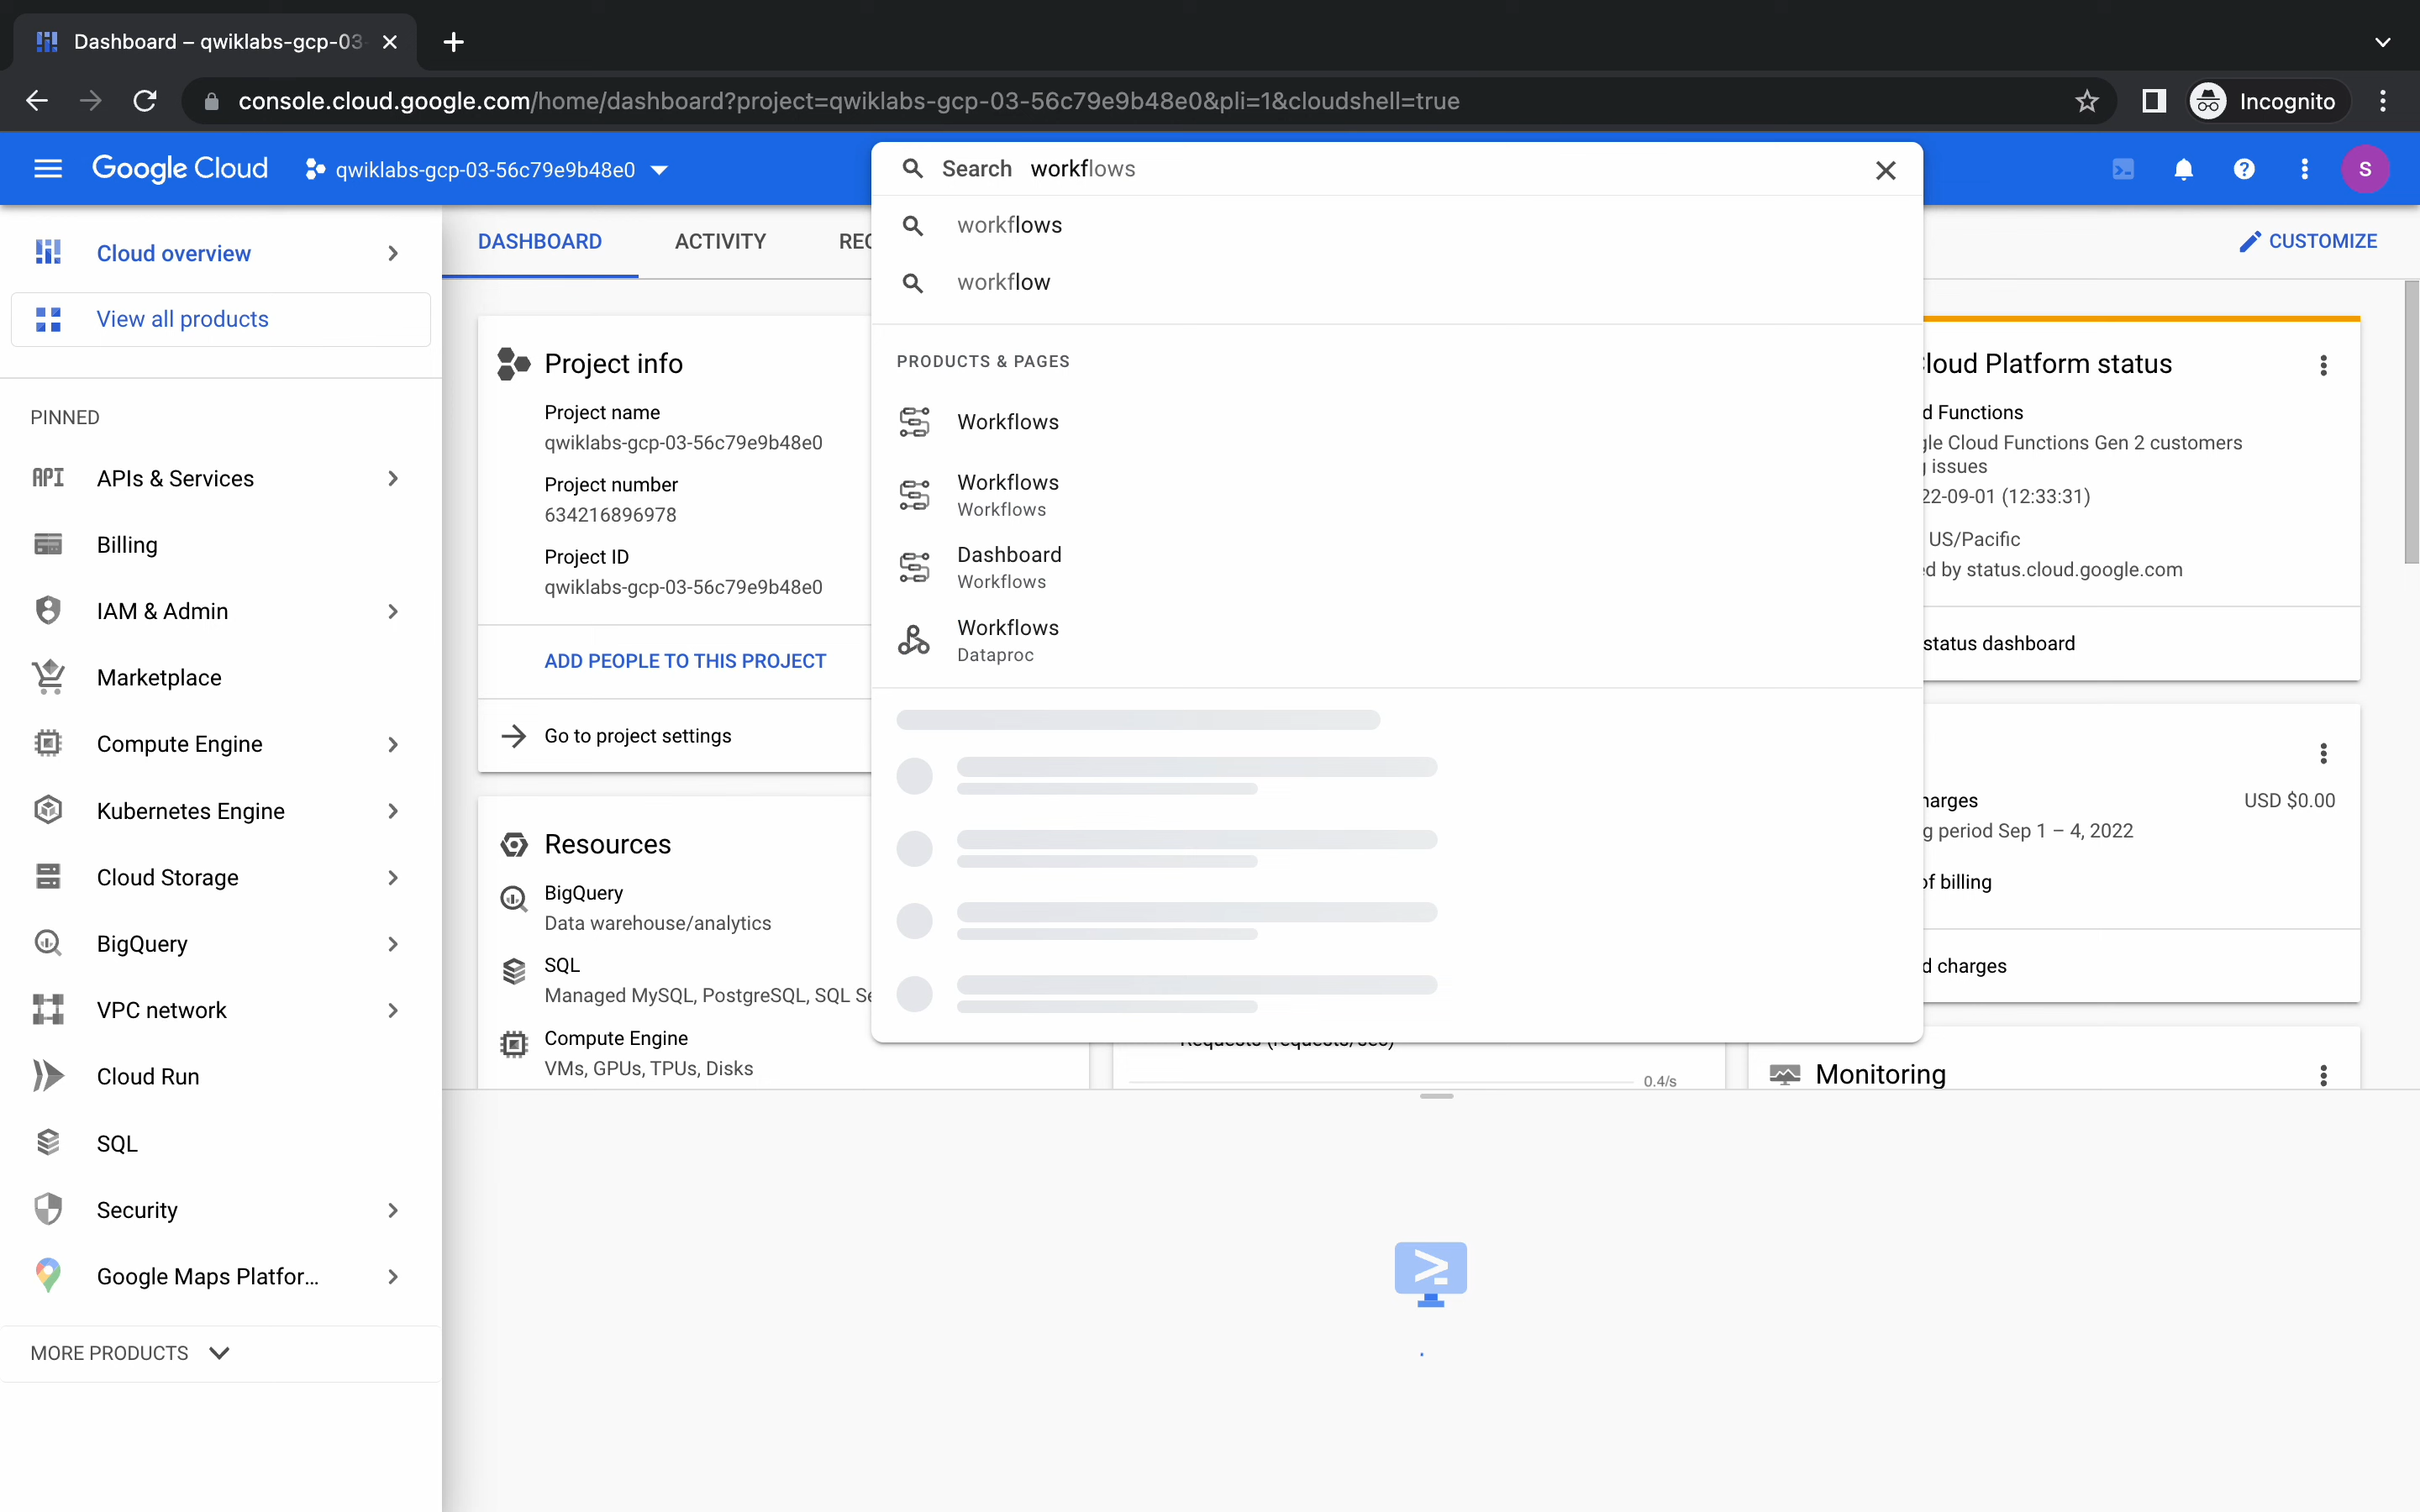 Dashboard – qwiklabs-gcp-03
console.cloud.google.com/home/dashboard?project=qwiklabs-gcp-03-56c79e9b48e0&pli=1&cloudshell=true
Incognito
Google Cloud
qwiklabs-gcp-03-56c79e9b48e0
Search workflows
S
Cloud overview
View all products
PINNED
API APIs & Services
Billing
IAM & Admin
Marketplace
Compute Engine
Kubernetes Engine
Cloud Storage
BigQuery
VPC network
Cloud Run
SQL
Security
Google Maps Platfor...
MORE PRODUCTS
DASHBOARD
ACTIVITY
REC
CUSTOMIZE
Project info
Project name
qwiklabs-gcp-03-56c79e9b48e0
Project number
634216896978
Project ID
qwiklabs-gcp-03-56c79e9b48e0
ADD PEOPLE TO THIS PROJECT
Go to project settings
Resources
BigQuery
Data warehouse/analytics
SQL
Managed MySQL, PostgreSQL, SQL Se
Compute Engine
VMs, GPUs, TPUs, Disks
workflows
workflow
PRODUCTS & PAGES
Workflows
Workflows
Workflows
Dashboard
Workflows
Workflows
Dataproc
Requests (requests/sec)
0.4/s
loud Platform status
d Functions
gle Cloud Functions Gen 2 customers
g issues
22-09-01 (12:33:31)
US/Pacific
ed by status.cloud.google.com
status dashboard
harges
USD $0.00
g period Sep 1 – 4, 2022
of billing
d charges
Monitoring